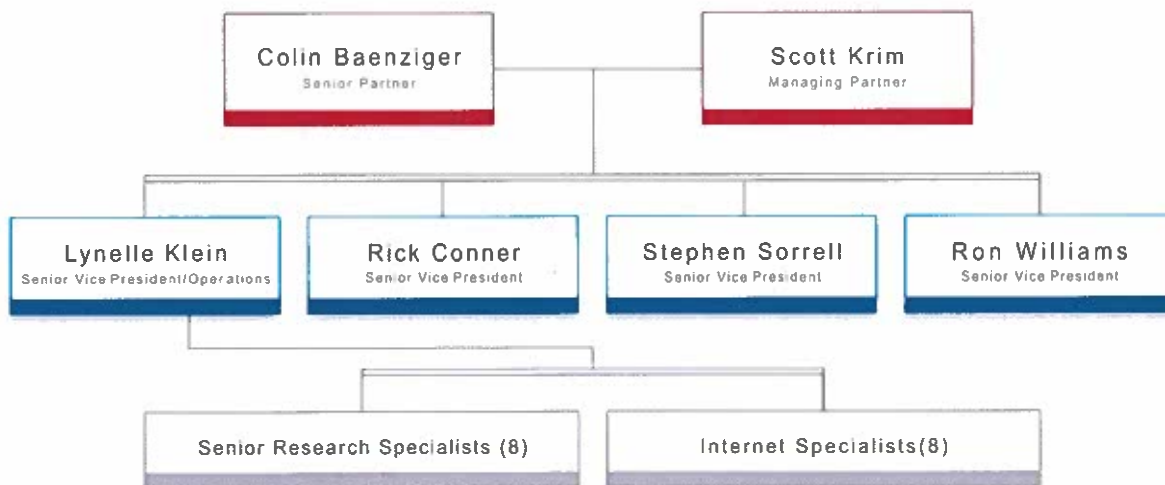 Colin Baenziger
Senior Partner
Scott Krim
Managing Partner
Lynelle Klein
Senior Vice President/Operations
Rick Conner
Senior Vice President
Stephen Sorrell
Senior Vice President
Ron Williams
Senior Vice President
Senior Research Specialists (8)
Internet Specialists(8)